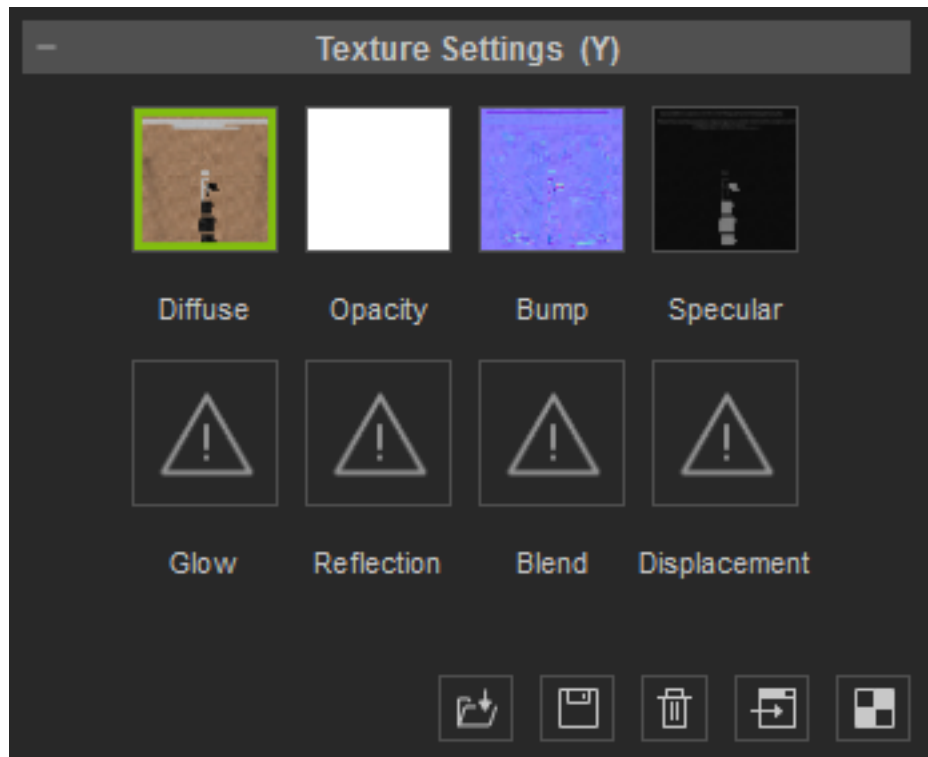 Texture Settings (Y)
Diffuse Opacity Bump Specular
Glow Reflection Blend Displacement